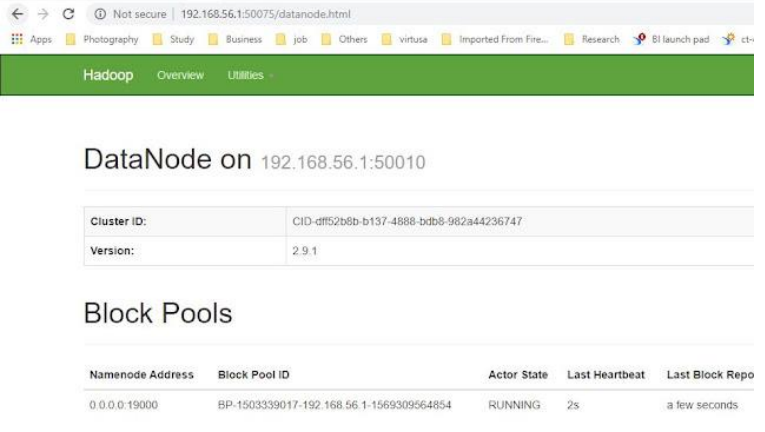 Not secure | 192.168.56.1:50075/datanode.html
Apps Photography Study Business job Others virtusa Imported From Fire... Research BI launch pad
Hadoop Overview Utilities
DataNode on 192.168.56.1:50010
Cluster ID: CID-dff52b8b-b137-4888-bdb8-982a44236747
Version: 2.9.1
Block Pools
Namenode Address Block Pool ID Actor State Last Heartbeat Last Block Repo
0.0.0.0:19000 BP-1503339017-192.168.56.1-1569309564854 RUNNING 2s a few seconds